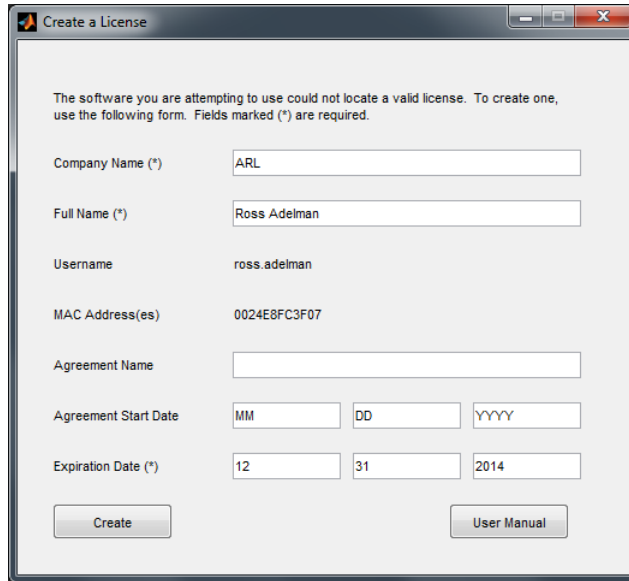 Create a License
The software you are attempting to use could not locate a valid license.  To create one,
use the following form.  Fields marked (*) are required.
Company Name (*) ARL
Full Name (*) Ross Adelman
Username ross.adelman
MAC Address(es) 0024E8FC3F07
Agreement Name
Agreement Start Date MM DD YYYY
Expiration Date (*) 12 31 2014
Create User Manual